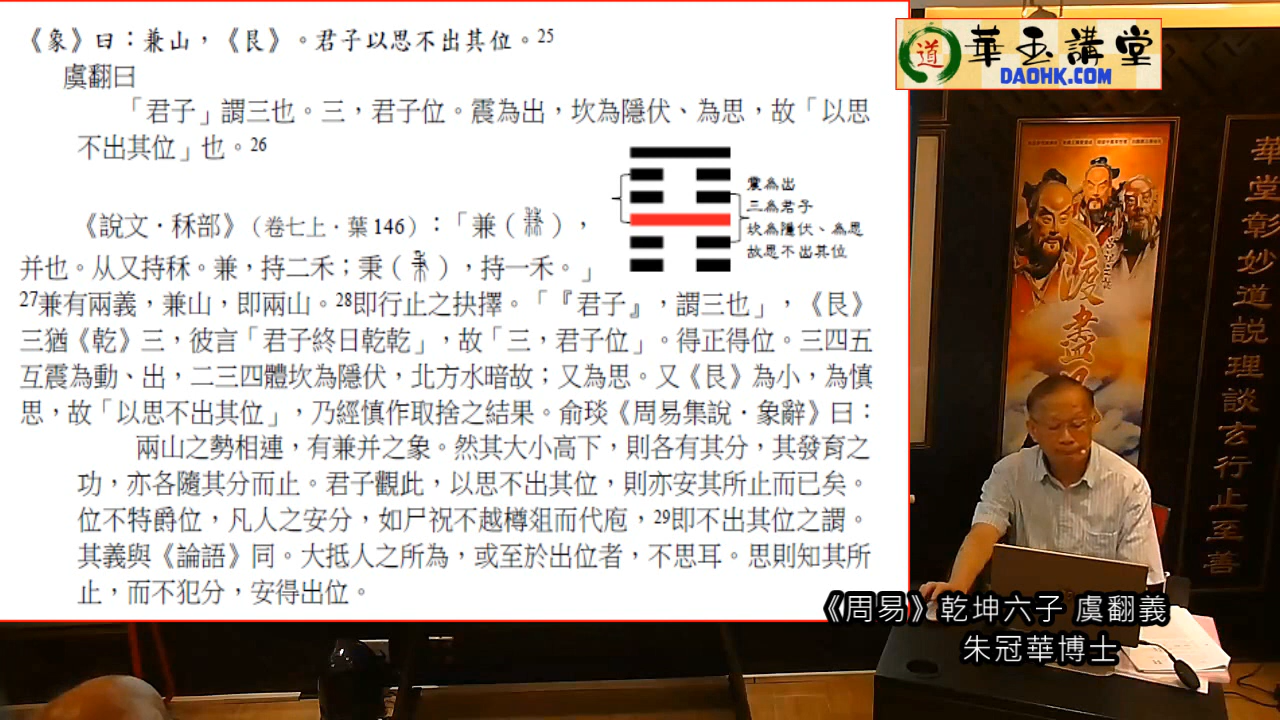 《象》曰：兼山，《艮》。君子以思不出其位。25
虞翻曰
「君子」謂三也。三，君子位。震為出，坎為隱伏、為思，故「以思
不出其位」也。26
震為出
三為君子
坎為隱伏、為思
故思不出其位
《說文．秝部》（卷七上．葉 146）：「兼（），
并也。从又持秝。兼，持二禾；秉（），持一禾。」
27兼有兩義，兼山，即兩山。28即行止之抉擇。「『君子』，謂三也」，《艮》
三猶《乾》三，彼言「君子終日乾乾」，故「三，君子位」。得正得位。三四五
互震為動、出，二三四體坎為隱伏，北方水暗故；又為思。又《艮》為小，為慎
思，故「以思不出其位」，乃經慎作取捨之結果。俞琰《周易集說．象辭》曰：
兩山之勢相連，有兼并之象。然其大小高下，則各有其分，其發育之
功，亦各隨其分而止。君子觀此，以思不出其位，則亦安其所止而已矣。
位不特爵位，凡人之安分，如尸祝不越樽俎而代庖，29即不出其位之謂。
其義與《論語》同。大抵人之所為，或至於出位者，不思耳。思則知其所
止，而不犯分，安得出位。
道
華玉講堂
DAOHK.COM
渡盡
華堂彰妙道説理談玄行止至善
《周易》乾坤六子 虞翻義
朱冠華博士